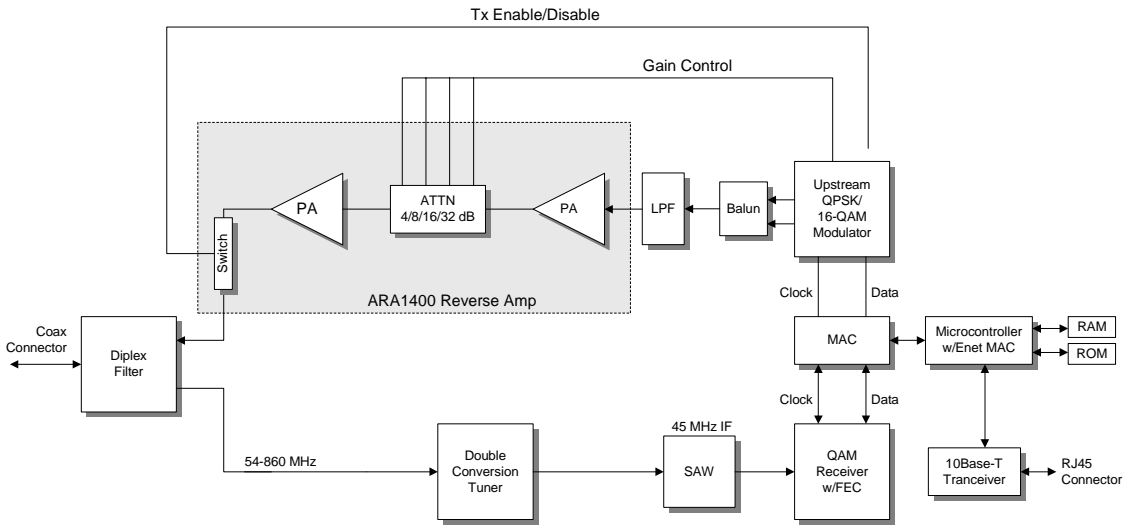 Tx Enable/Disable
Gain Control
PA
ATTN
4/8/16/32 dB
PA
LPF
Balun
Upstream
QPSK/
16-QAM
Modulator
Switch
ARA1400 Reverse Amp
Clock
Data
Coax
Connector
Diplex
Filter
MAC
Microcontroller
w/Enet MAC
RAM
ROM
Clock
Data
54-860 MHz
Double
Conversion
Tuner
45 MHz IF
SAW
QAM
Receiver
w/FEC
10Base-T
Tranceiver
RJ45
Connector